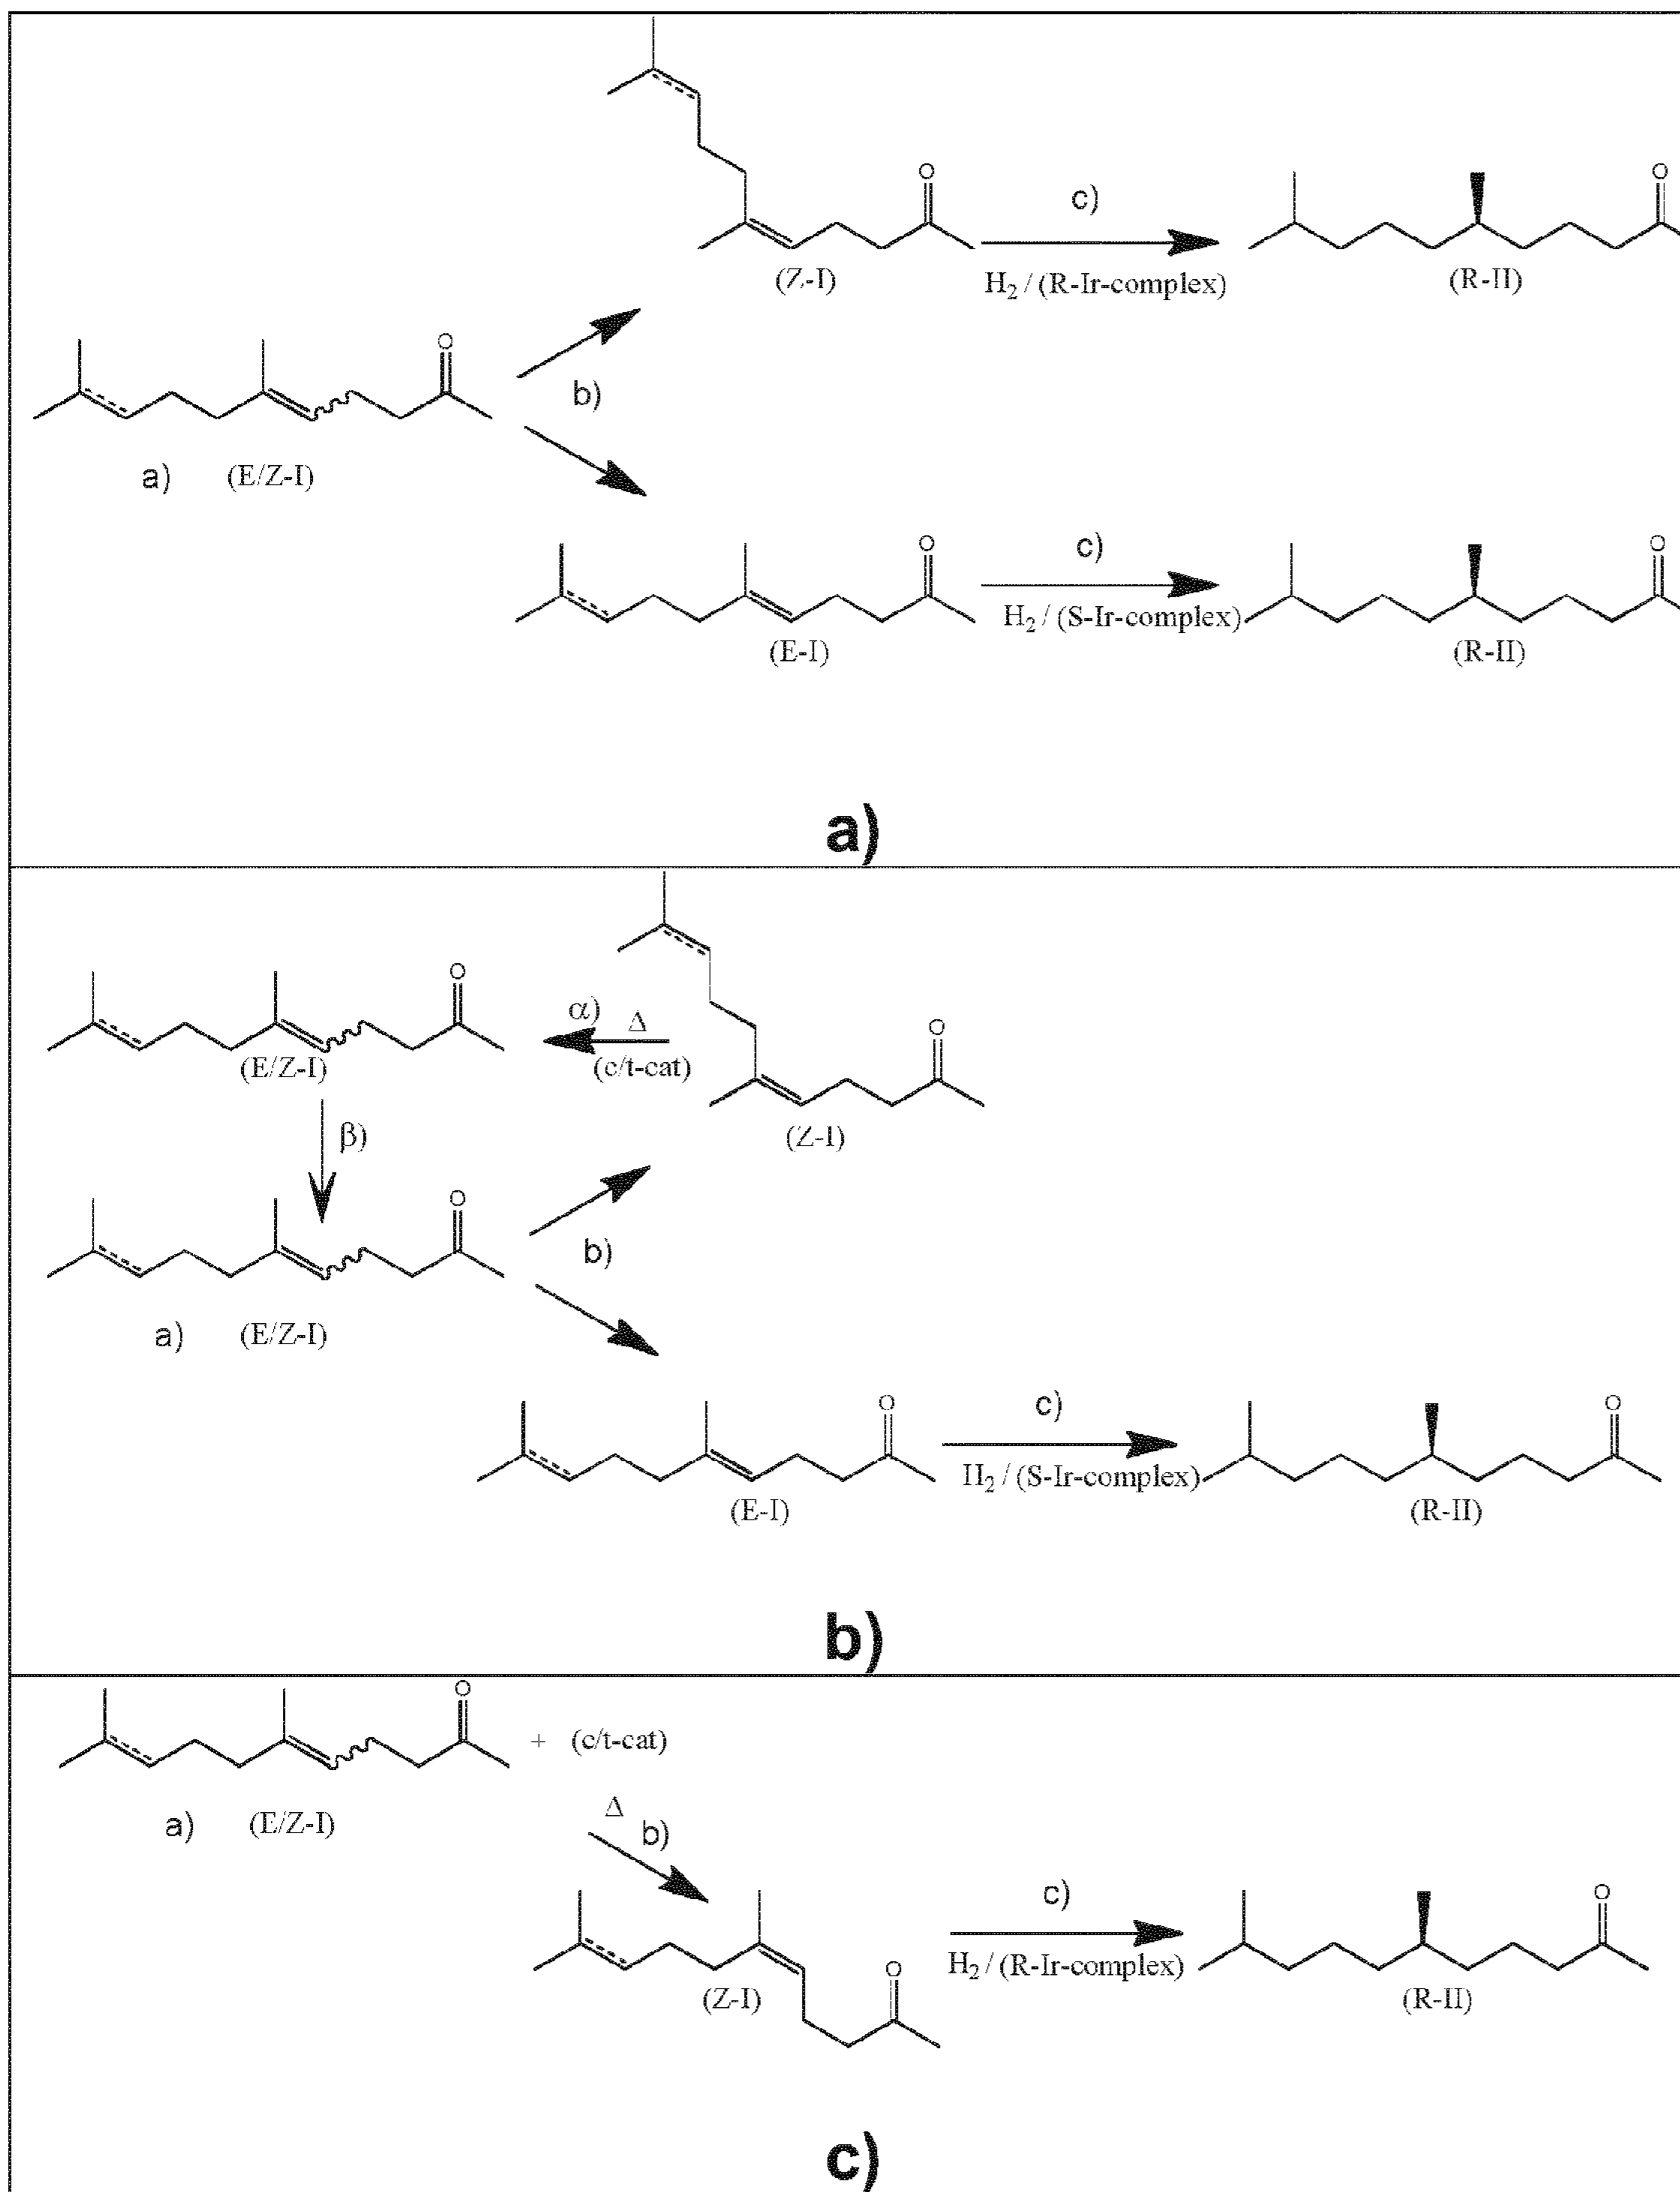 O
O
c)
(Z-I)
H2 / (R-Ir-complex)
(R-II)
O
b)
a) (E/Z-I)
O
O
c)
H2 / (S-Ir-complex)
(E-I)
(R-II)
a)
O
α) Δ
(c/t-cat)
(E/Z-I)
O
(Z-I)
β)
O
b)
a) (E/Z-I)
O
O
c)
H2 / (S-Ir-complex)
(E-I)
(R-II)
b)
O
+ (c/t-cat)
a) (E/Z-I)
Δ
b)
O
O
c)
H2 / (R-Ir-complex)
(Z-I)
(R-II)
c)